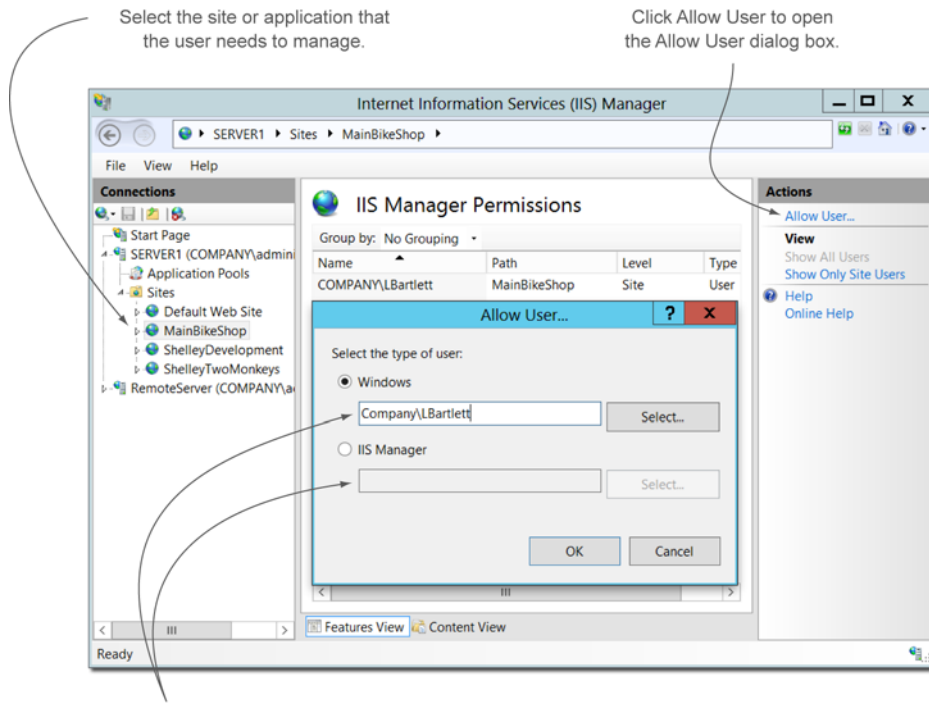 Select the site or application that
the user needs to manage.
Click Allow User to open
the Allow User dialog box.
Internet Information Services (IIS) Manager
SERVER1 Sites MainBikeShop
File View Help
Connections
Start Page
SERVER1 (COMPANY\admini
Application Pools
Sites
Default Web Site
MainBikeShop
ShelleyDevelopment
ShelleyTwoMonkeys
RemoteServer (COMPANY\a
IIS Manager Permissions
Group by: No Grouping
Name Path Level Type
COMPANY\LBartlett MainBikeShop Site User
Allow User...
Select the type of user:
Windows
Company\LBartlett
Select...
IIS Manager
Select...
OK Cancel
Features View Content View
Actions
Allow User...
View
Show All Users
Show Only Site Users
Help
Online Help
Ready